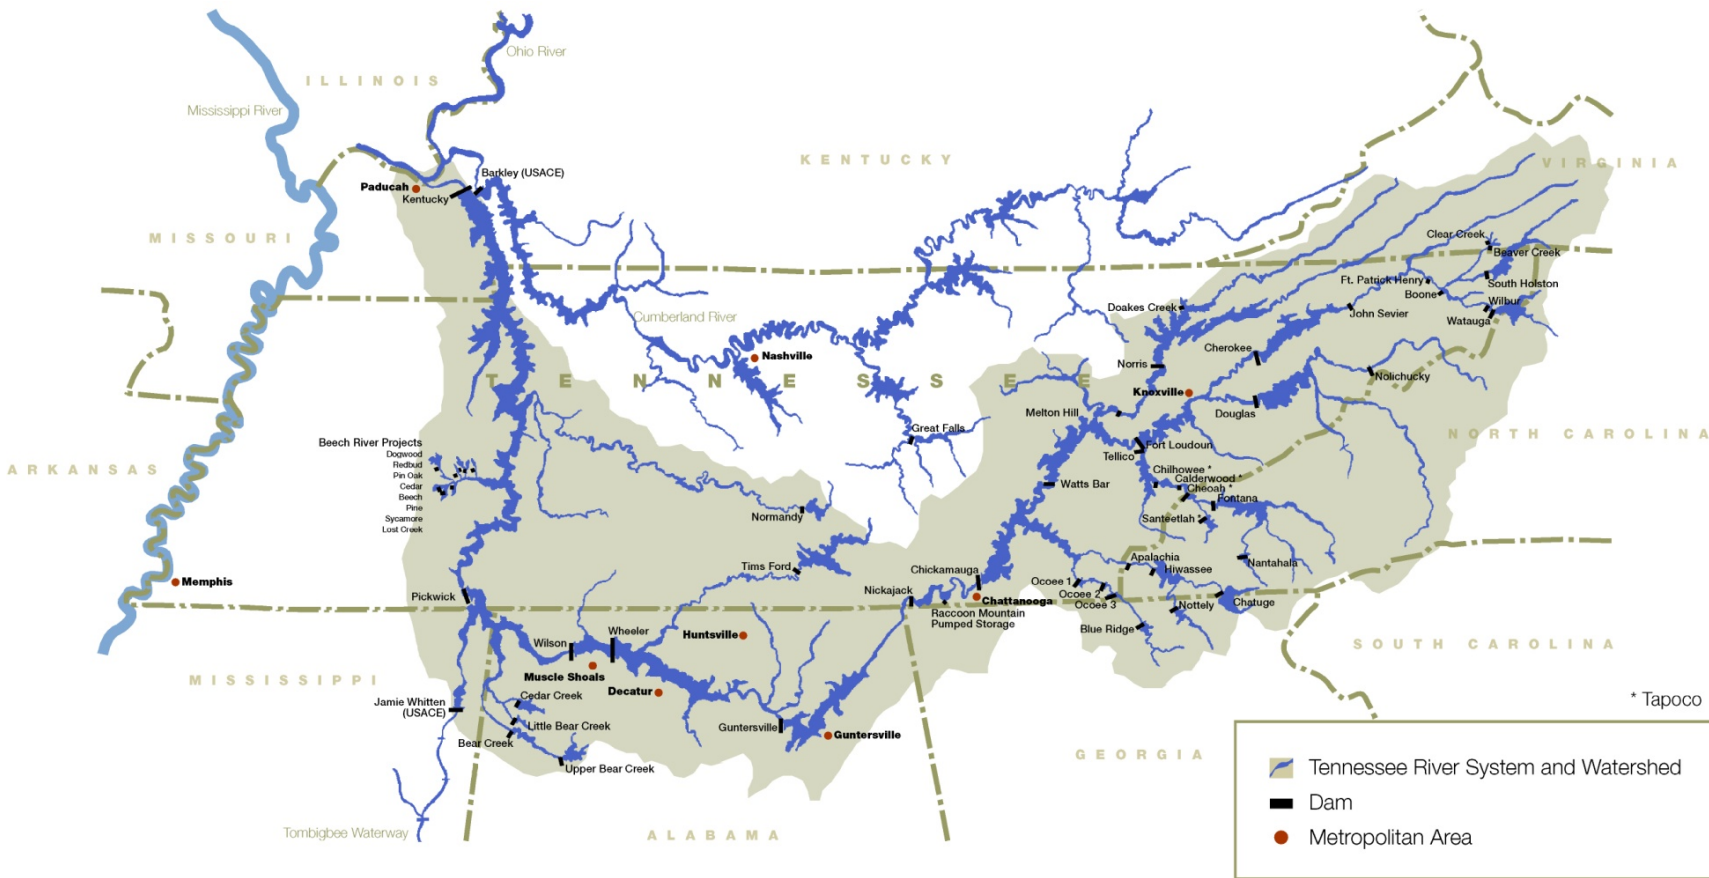 Ohio River
ILLINOIS
Mississippi River
KENTUCKY
VIRGINIA
Barkley (USACE)
Paducah
Kentucky
MISSOURI
Clear Creek
Beaver Creek
Ft. Patrick Henry
South Holston
Boone
Wilbur
Doakes Creek
John Sevier
Watauga
Cumberland River
Nashville
Cherokee
Norris
TENNESSEE
Nolichucky
Knoxville
Melton Hill
Douglas
Great Falls
NORTH CAROLINA
Beech River Projects
Dogwood
Redbud
Pin Oak
Cedar
Beech
Pine
Sycamore
Lost Creek
ARKANSAS
Fort Loudoun
Tellico
Chilhowee *
Calderwood *
Cheoah *
Watts Bar
Fontana
Normandy
Santeetlah *
Tims Ford
Apalachia
Nantahala
Memphis
Chickamauga
Hiwassee
Pickwick
Nickajack
Ocoee 1
Ocoee 2
Ocoee 3
Chattanooga
Chatuge
Raccoon Mountain
Pumped Storage
Nottely
Blue Ridge
Wheeler
Huntsville
Wilson
SOUTH CAROLINA
Muscle Shoals
MISSISSIPPI
Decatur
Cedar Creek
Jamie Whitten
(USACE)
* Tapoco
Little Bear Creek
Guntersville
Guntersville
Bear Creek
GEORGIA
Upper Bear Creek
Tennessee River System and Watershed
Dam
Tombigbee Waterway
ALABAMA
Metropolitan Area